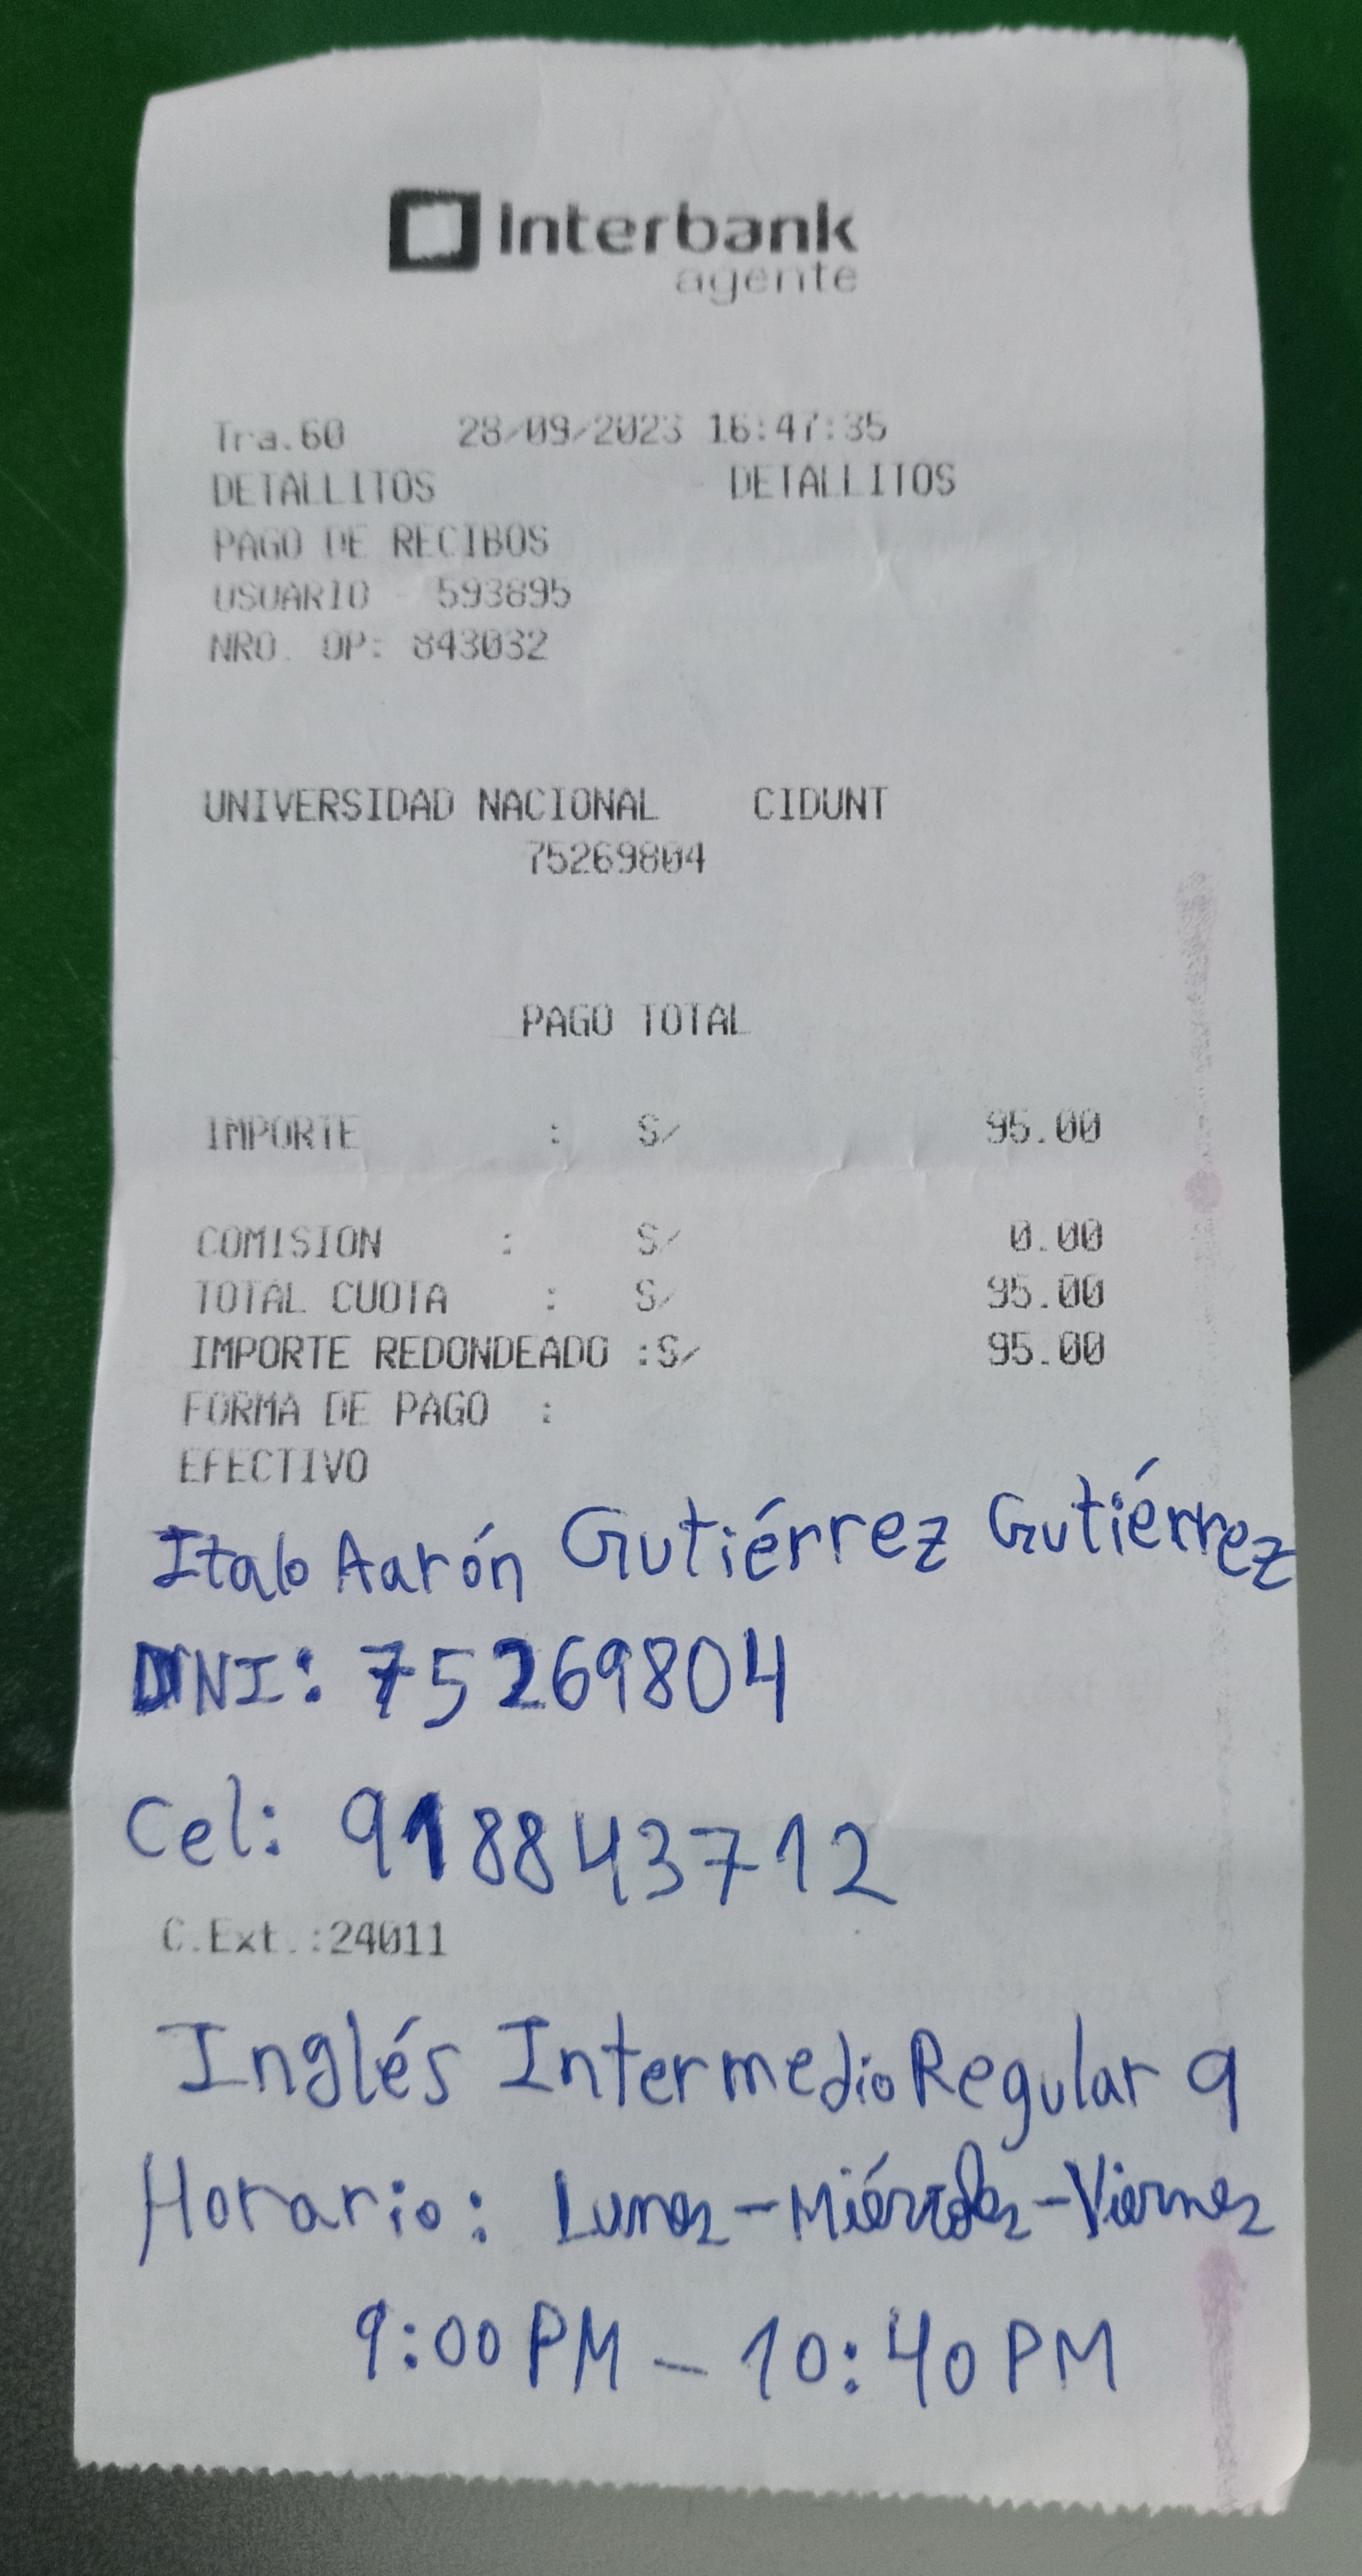 Interbank
agente
Tra.60 28/09/2023 16:47:35
DETALLITOS DETALLITOS
PAGO DE RECIBOS
USUARIO - 593895
NRO. OP: 843032
UNIVERSIDAD NACIONAL CIDUNT
75269804
PAGO TOTAL
IMPORTE : S/ 95.00
COMISION : S/ 0.00
TOTAL CUOTA : S/ 95.00
IMPORTE REDONDEADO :S/ 95.00
FORMA DE PAGO :
EFECTIVO
Italo Aarón Gutiérrez Gutiérrez
DNI: 75269804
Cel: 918843712
C.Ext.:24011
Inglés Intermedio Regular 9
Horario: Lunes - Miércoles - Viernes
9:00 PM - 10:40 PM